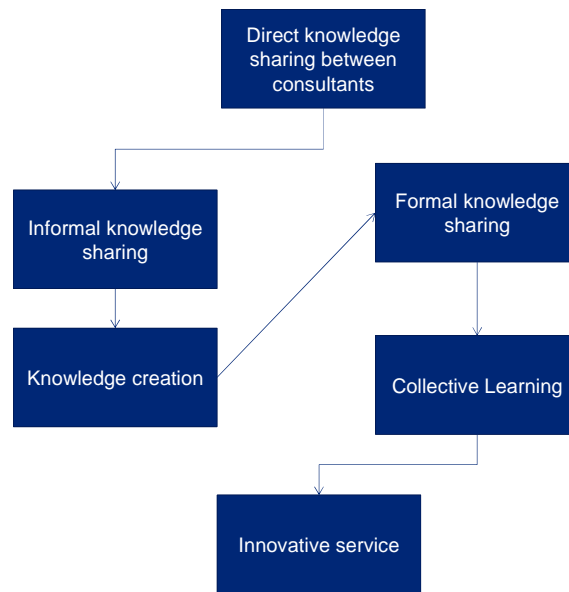 Direct knowledge
sharing between
consultants
Informal knowledge
sharing
Formal knowledge
sharing
Knowledge creation
Collective Learning
Innovative service